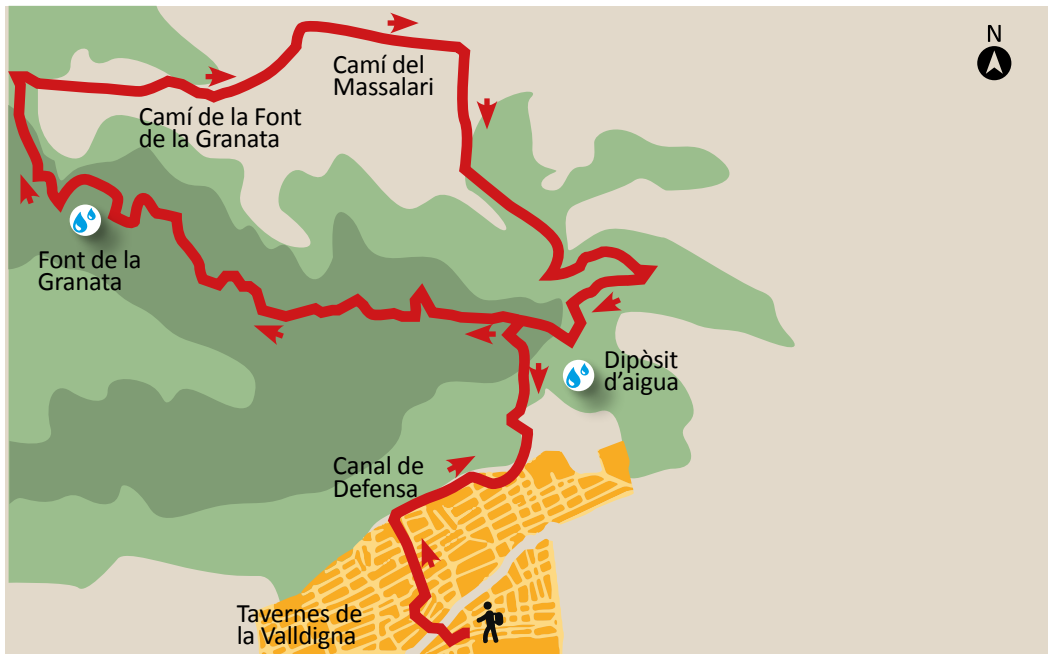 N
Camí del
Massalari
Camí de la Font
de la Granata
Font de la
Granata
Dipòsit
d'aigua
Canal de
Defensa
Tavernes de
la Valldigna